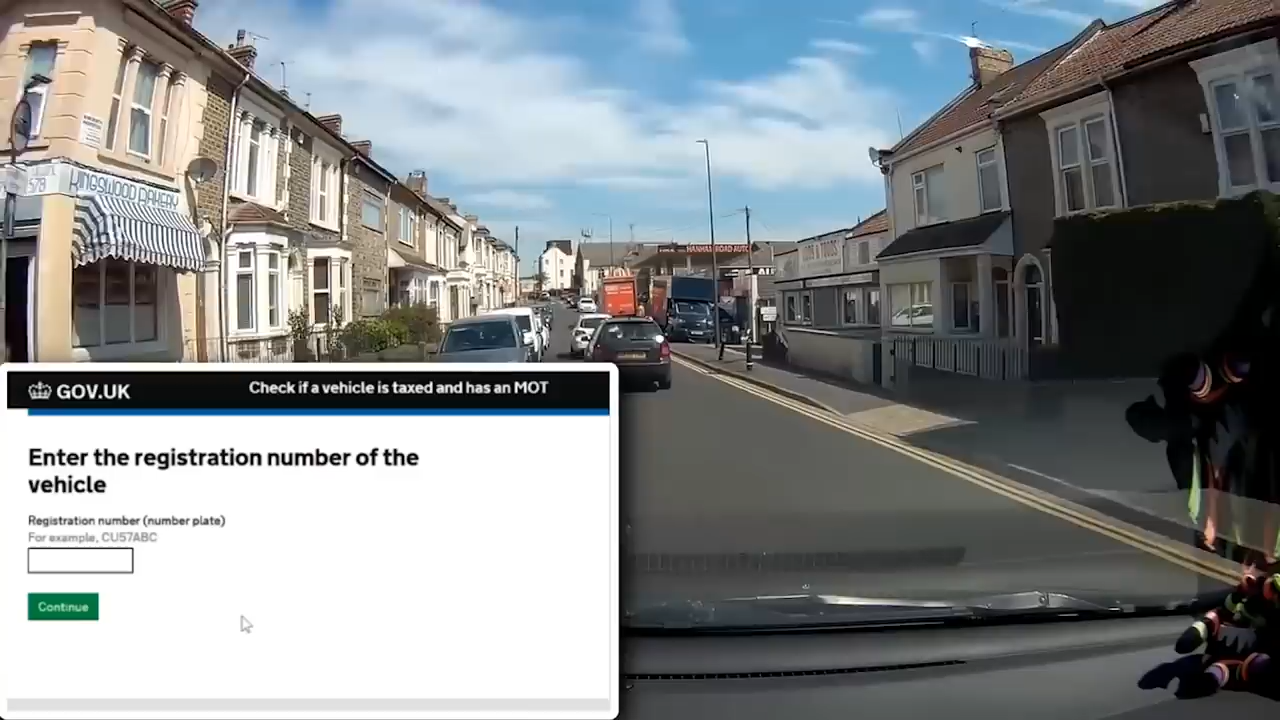 578
KINGSWOOD BAKERY
HANHAM ROAD AUTO
GOV.UK
Check if a vehicle is taxed and has an MOT
Enter the registration number of the
vehicle
Registration number (number plate)
For example, CU57ABC
Continue